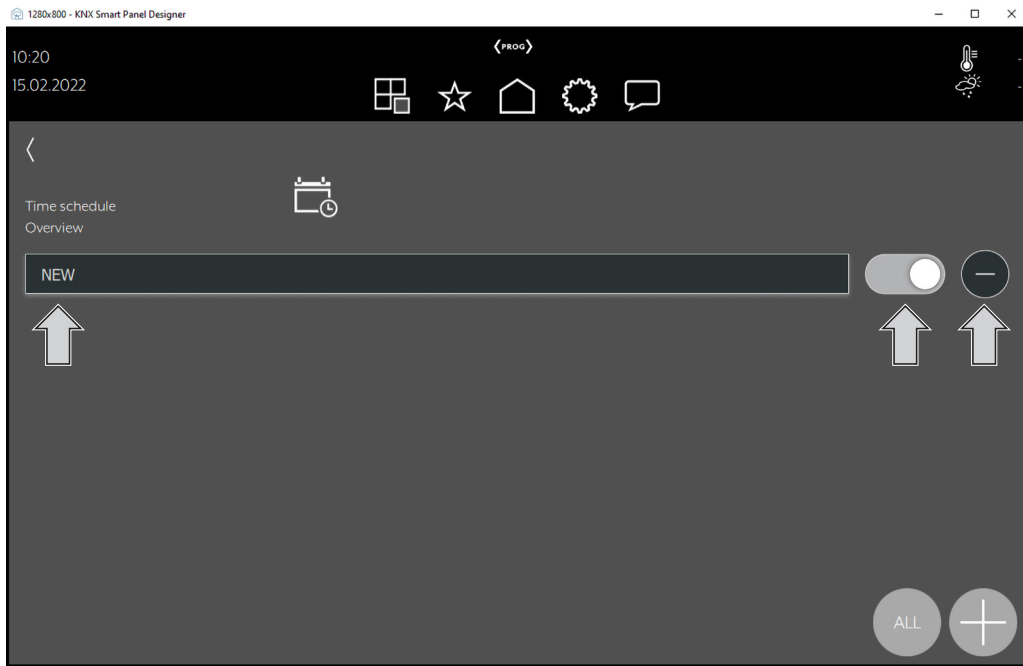 1280x800 - KNX Smart Panel Designer
10:20
15.02.2022
PROG
Time schedule
Overview
NEW
ALL